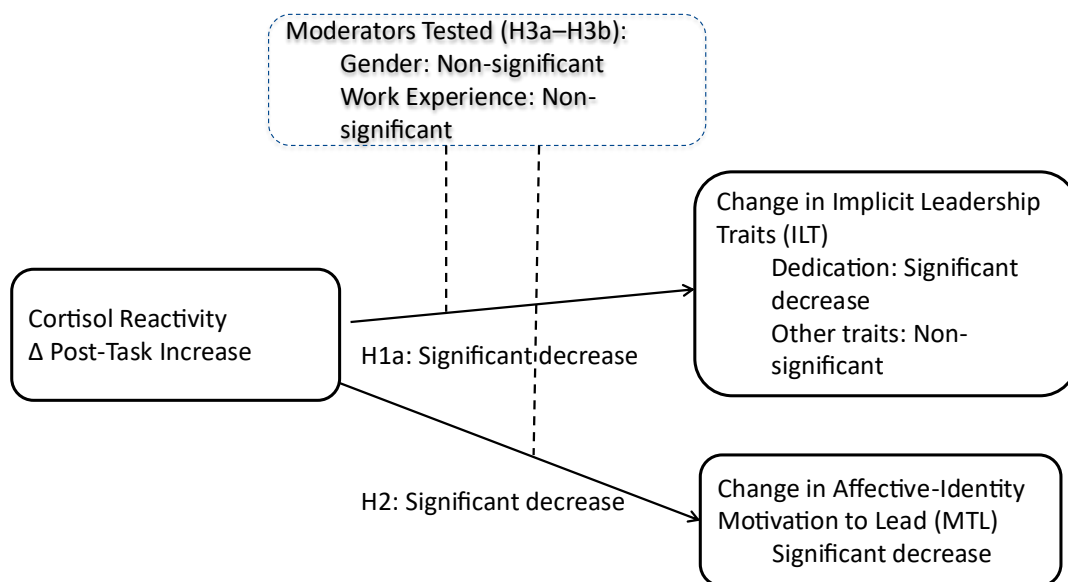 Moderators Tested (H3a–H3b):
Gender: Non-significant
Work Experience: Non-
significant
Change in Implicit Leadership
Traits (ILT)
Dedication: Significant
decrease
Other traits: Non-
significant
Cortisol Reactivity
Δ Post-Task Increase
H1a: Significant decrease
H2: Significant decrease
Change in Affective-Identity
Motivation to Lead (MTL)
Significant decrease